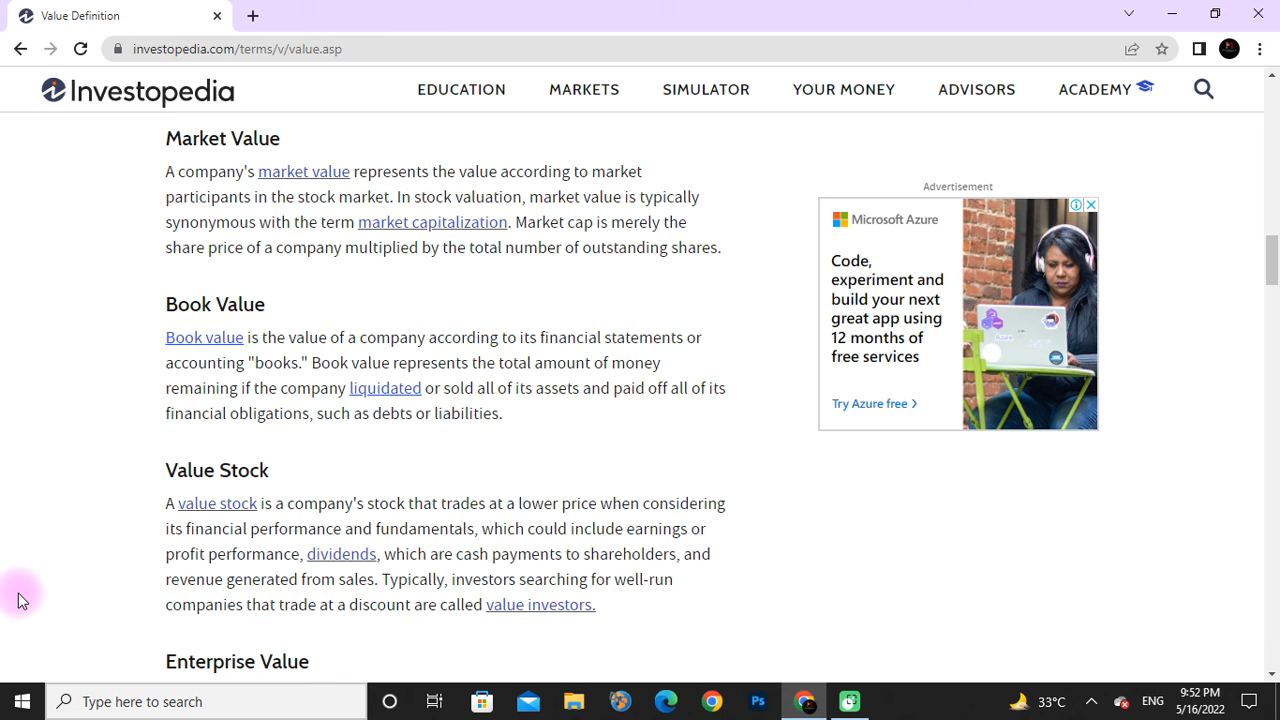 Value Definition
investopedia.com/terms/v/value.asp
Investopedia
EDUCATION MARKETS SIMULATOR YOUR MONEY ADVISORS ACADEMY
Market Value
A company's market value represents the value according to market
participants in the stock market. In stock valuation, market value is typically
synonymous with the term market capitalization. Market cap is merely the
share price of a company multiplied by the total number of outstanding shares.
Book Value
Book value is the value of a company according to its financial statements or
accounting "books." Book value represents the total amount of money
remaining if the company liquidated or sold all of its assets and paid off all of its
financial obligations, such as debts or liabilities.
Value Stock
A value stock is a company's stock that trades at a lower price when considering
its financial performance and fundamentals, which could include earnings or
profit performance, dividends, which are cash payments to shareholders, and
revenue generated from sales. Typically, investors searching for well-run
companies that trade at a discount are called value investors.
Enterprise Value
Advertisement
Microsoft Azure
Code,
experiment and
build your next
great app using
12 months of
free services
Try Azure free >
Type here to search
Ps
33°C
ENG
9:52 PM
5/16/2022